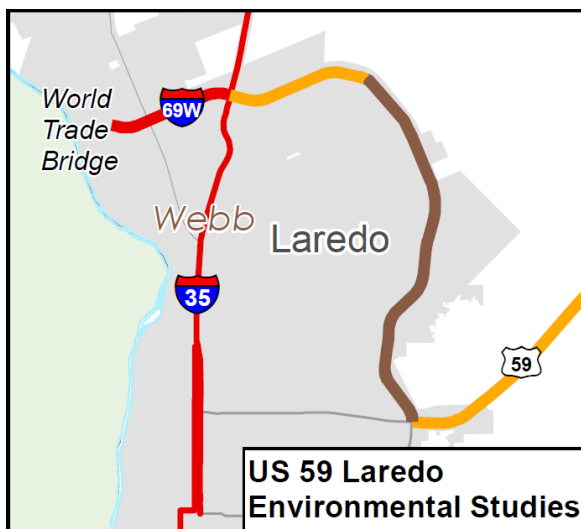 World
Trade
Bridge
69W
Webb
Laredo
35
59
US 59 Laredo
Environmental Studies